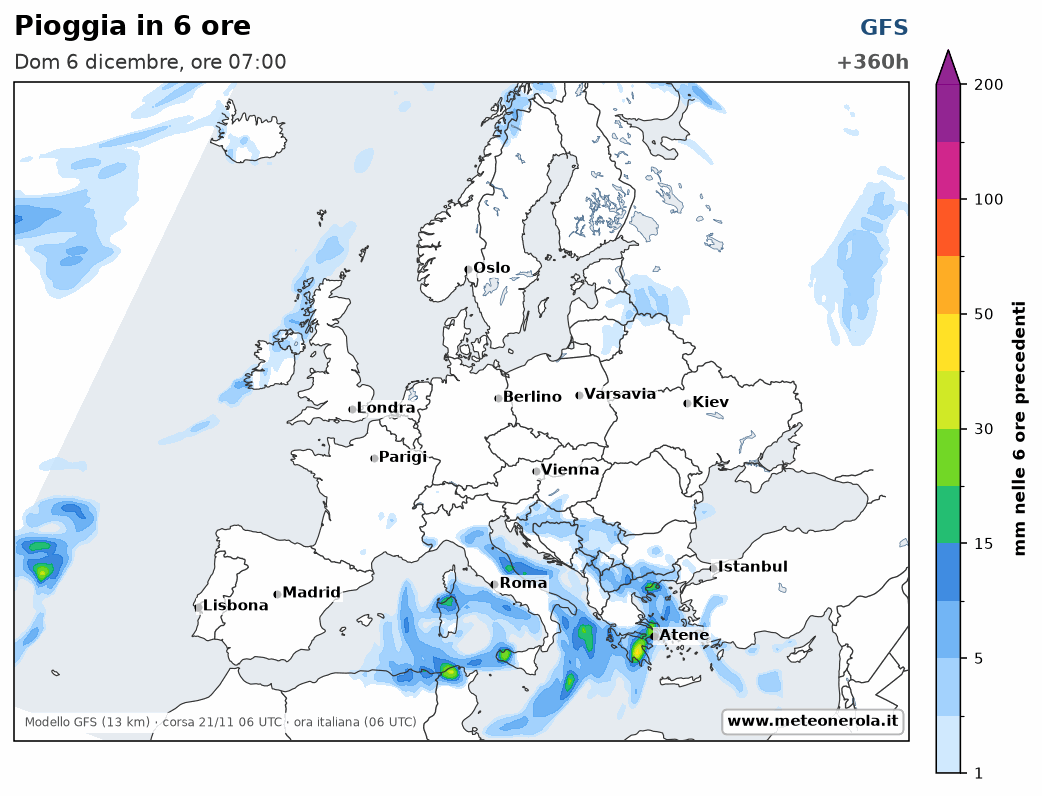 Pioggia in 6 ore
GFS
Dom 6 dicembre, ore 07:00
+360h
200
100
50
30
15
5
1
mm nelle 6 ore precedenti
Oslo
Berlino
Varsavia
Kiev
Londra
Parigi
Vienna
Istanbul
Roma
Madrid
Lisbona
Atene
Modello GFS (13 km) · corsa 21/11 06 UTC · ora italiana (06 UTC)
www.meteonerola.it